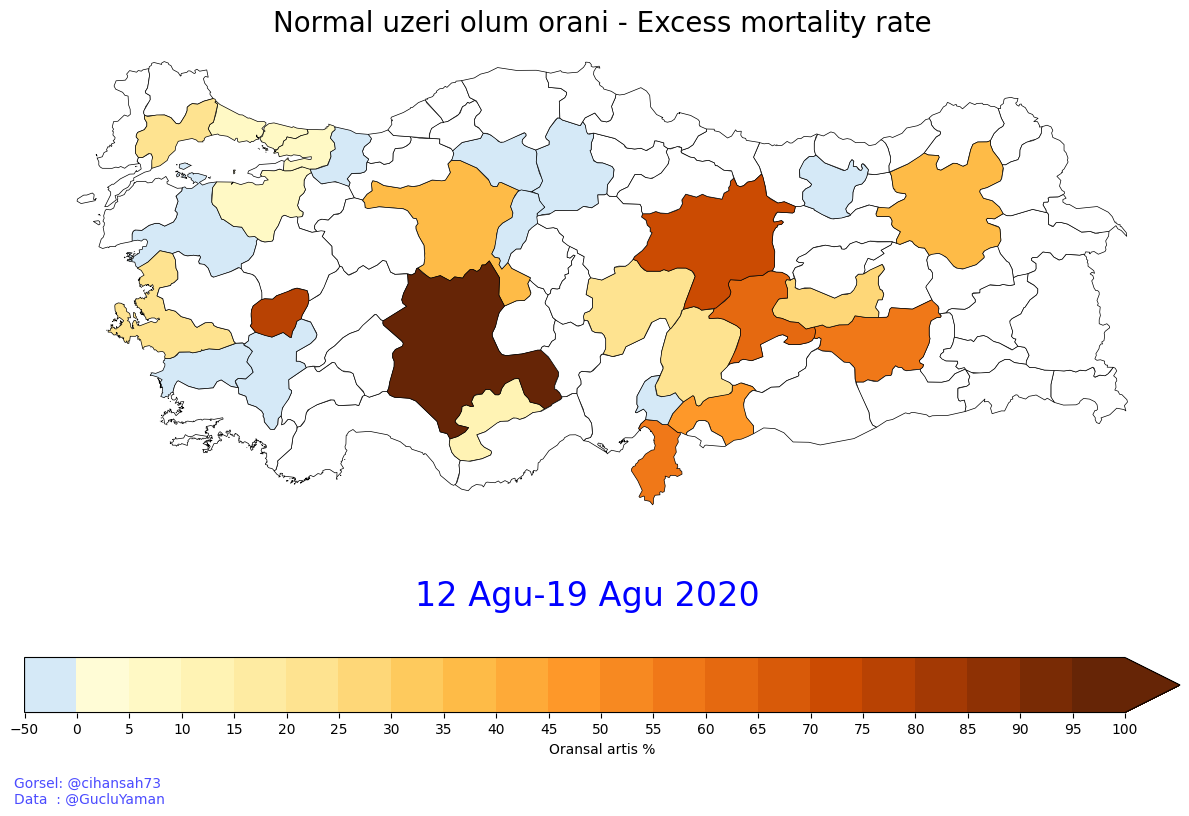 Normal uzeri olum orani - Excess mortality rate
12 Agu-19 Agu 2020
−50 0 5 10 15 20 25 30 35 40 45 50 55 60 65 70 75 80 85 90 95 100
Oransal artis %
Gorsel: @cihansah73
Data  : @GucluYaman